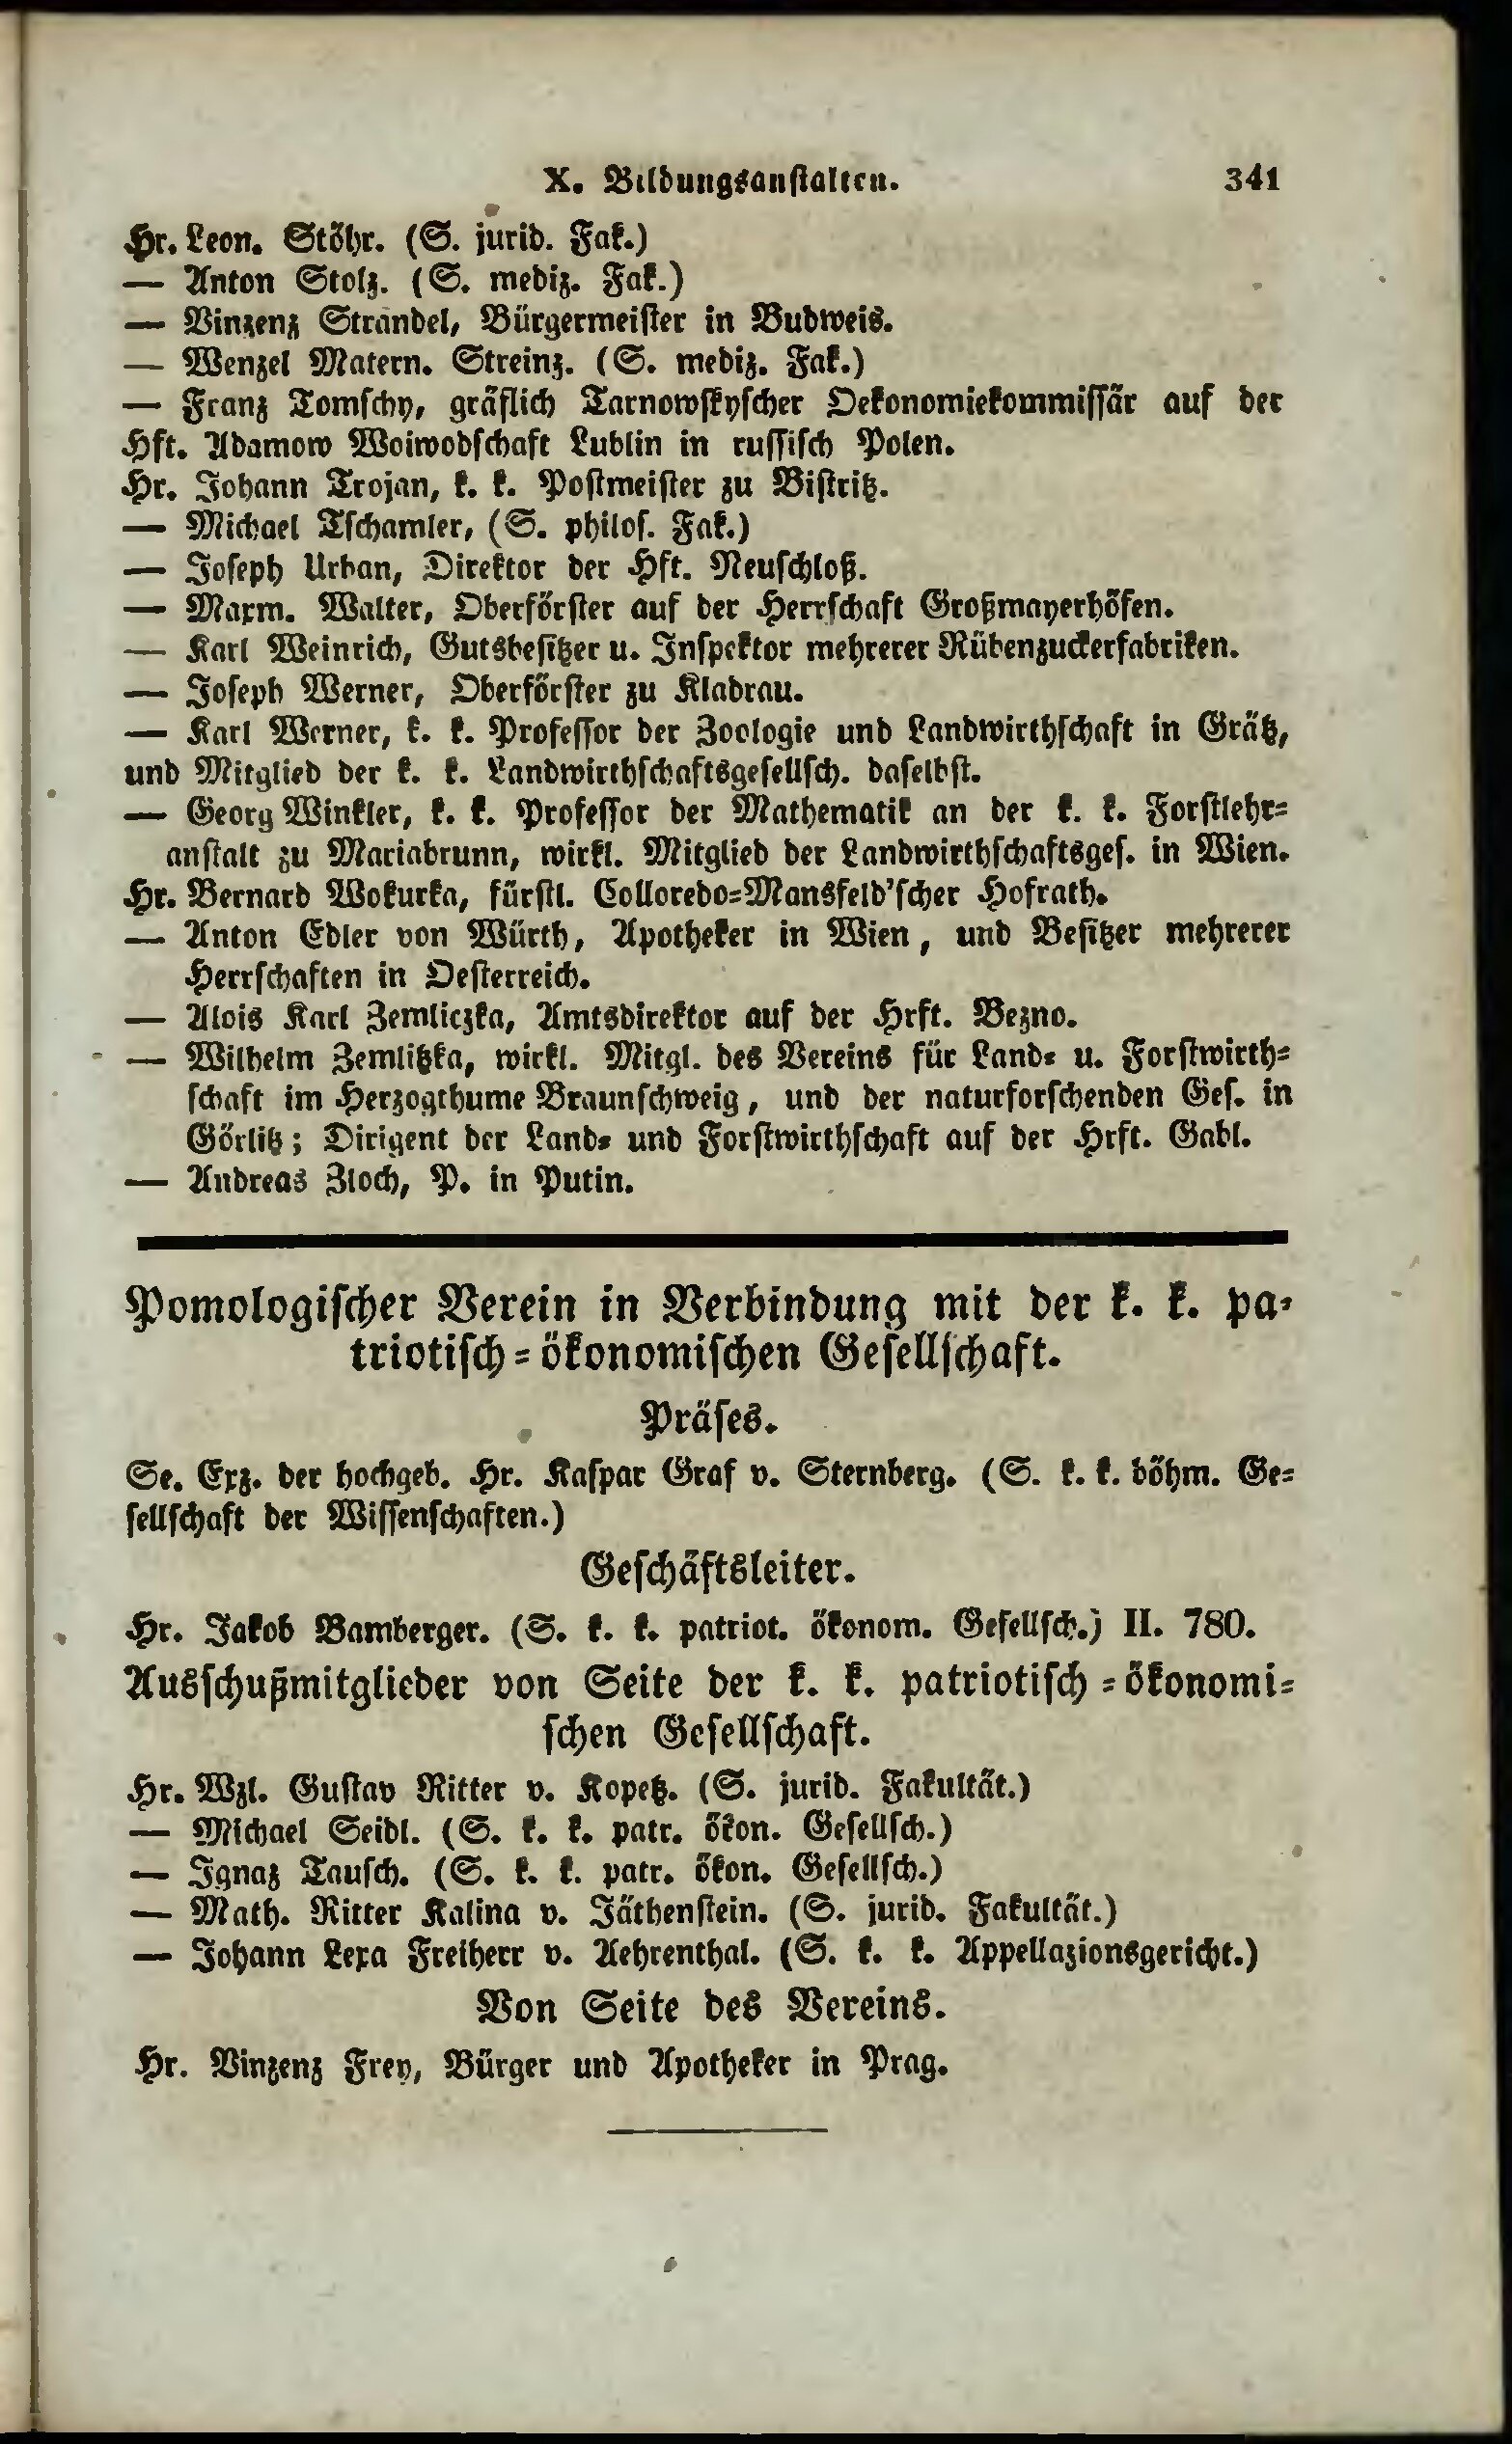 X. Bildungsanſtalten. 341
Hr. Leon. Stöhr. (S. jurid. Fak.)
— Anton Stolz. (S. mediz. Fak.)
— Vinzenz Strandel, Bürgermeiſter in Budweis.
— Wenzel Matern. Streinz. (S. mediz. Fak.)
— Franz Tomſchy, gräflich Tarnowſkyſcher Oekonomiekommiſſär auf der
Hft. Adamow Woiwodſchaft Lublin in ruſſiſch Polen.
Hr. Johann Trojan, k. k. Poſtmeiſter zu Biſtritz.
— Michael Tſchamler, (S. philoſ. Fak.)
— Joſeph Urban, Direktor der Hft. Neuſchloß.
— Maxm. Walter, Oberförſter auf der Herrſchaft Großmayerhöfen.
— Karl Weinrich, Gutsbeſitzer u. Inſpektor mehrerer Rübenzuckerfabriken.
— Joſeph Werner, Oberförſter zu Kladrau.
— Karl Werner, k. k. Profeſſor der Zoologie und Landwirthſchaft in Grätz,
und Mitglied der k. k. Landwirthſchaftsgeſellſch. daſelbſt.
— Georg Winkler, k. k. Profeſſor der Mathematik an der k. k. Forſtlehr=
anſtalt zu Mariabrunn, wirkl. Mitglied der Landwirthſchaftsgeſ. in Wien.
Hr. Bernard Wokurka, fürſtl. Colloredo=Mansfeld'ſcher Hofrath.
— Anton Edler von Würth, Apotheker in Wien, und Beſitzer mehrerer
Herrſchaften in Oeſterreich.
— Alois Karl Zemliczka, Amtsdirektor auf der Hrft. Bezno.
— Wilhelm Zemlitzka, wirkl. Mitgl. des Vereins für Land= u. Forſtwirth=
ſchaft im Herzogthume Braunſchweig, und der naturforſchenden Geſ. in
Görlitz; Dirigent der Land= und Forſtwirthſchaft auf der Hrft. Gabl.
— Andreas Zloch, P. in Putin.
Pomologiſcher Verein in Verbindung mit der k. k. pa=
triotiſch=ökonomiſchen Geſellſchaft.
Präſes.
Se. Erz. der hochgeb. Hr. Kaſpar Graf v. Sternberg. (S. k. k. böhm. Ge=
ſellſchaft der Wiſſenſchaften.)
Geſchäftsleiter.
Hr. Jakob Bamberger. (S. k. k. patriot. ökonom. Geſellſch.) II. 780.
Ausſchußmitglieder von Seite der k. k. patriotiſch=ökonomi=
ſchen Geſellſchaft.
Hr. Wzl. Guſtav Ritter v. Kopetz. (S. jurid. Fakultät.)
— Michael Seidl. (S. k. k. patr. ökon. Geſellſch.)
— Ignaz Tauſch. (S. k. k. patr. ökon. Geſellſch.)
— Math. Ritter Kalina v. Jäthenſtein. (S. jurid. Fakultät.)
— Johann Lexa Freiherr v. Aehrenthal. (S. k. k. Appellazionsgericht.)
Von Seite des Vereins.
Hr. Vinzenz Frey, Bürger und Apotheker in Prag.